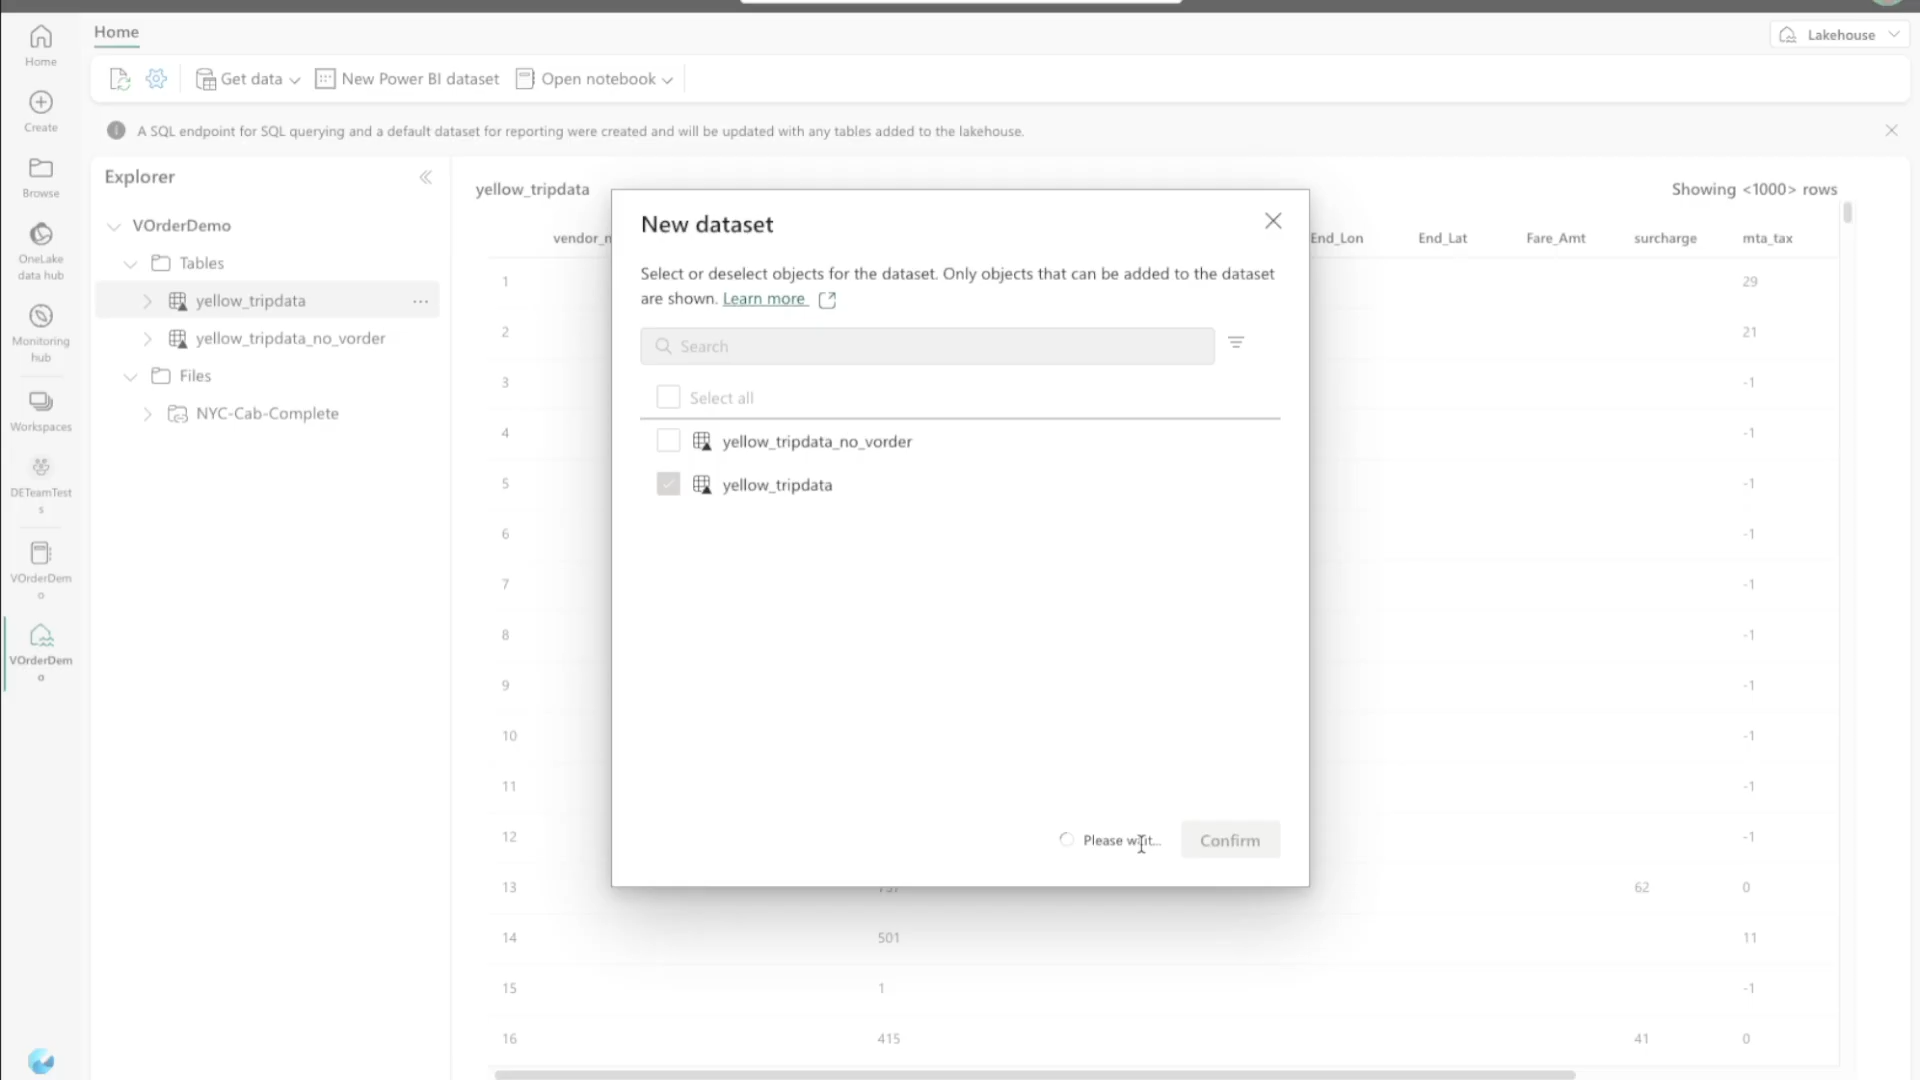 Home
Lakehouse
Get data
New Power BI dataset
Open notebook
A SQL endpoint for SQL querying and a default dataset for reporting were created and will be updated with any tables added to the lakehouse.
Home
Create
Browse
OneLake
data hub
Monitoring
hub
Workspaces
DETeamTest
s
VOrderDem
o
VOrderDem
o
Explorer
VOrderDemo
Tables
yellow_tripdata
yellow_tripdata_no_vorder
Files
NYC-Cab-Complete
yellow_tripdata
Showing <1000> rows
End_Lon End_Lat Fare_Amt surcharge mta_tax
1 29
2 21
3 -1
4 -1
5 -1
6 -1
7 -1
8 -1
9 -1
10 -1
11 -1
12 -1
13 62 0
14 501 11
15 1 -1
16 415 41 0
New dataset
Select or deselect objects for the dataset. Only objects that can be added to the dataset
are shown. Learn more
Search
Select all
yellow_tripdata_no_vorder
yellow_tripdata
Please wait...
Confirm